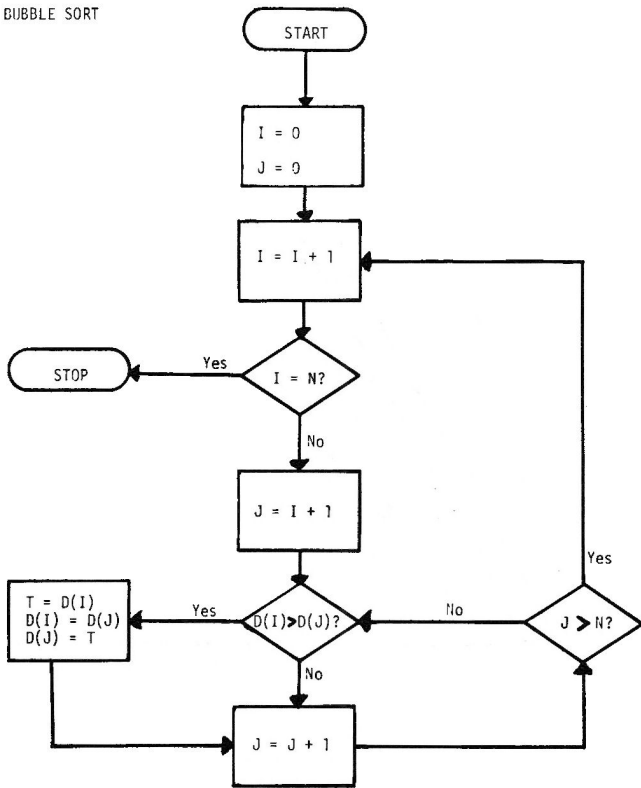 BUBBLE SORT
START
I = 0
J = 0
I = I + 1
I = N?
Yes
STOP
No
J = I + 1
D(I)>D(J)?
Yes
T = D(I)
D(I) = D(J)
D(J) = T
No
J = J + 1
J > N?
No
Yes